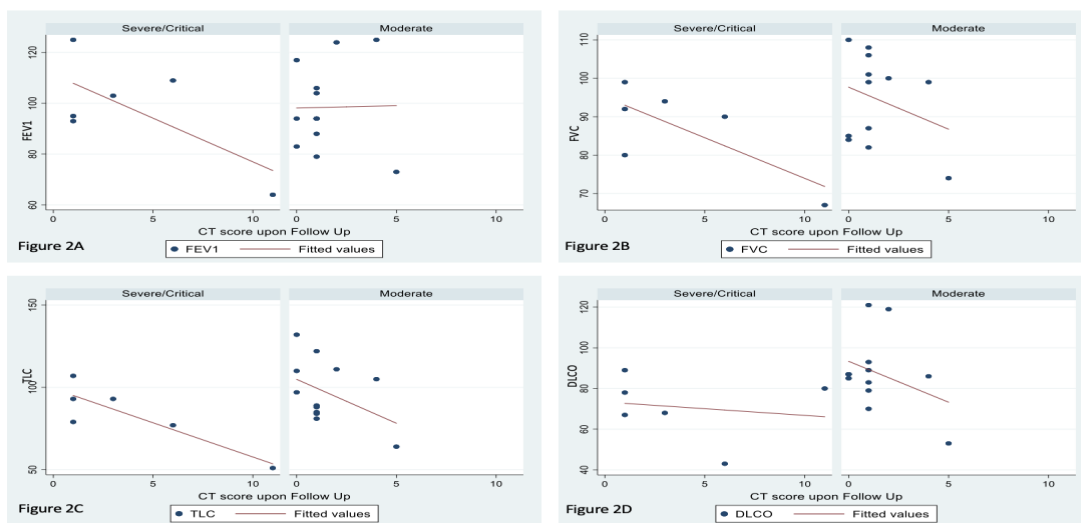 Severe/Critical Moderate
FEV1
60 80 100 120
0 5 10 0 5 10
CT score upon Follow Up
Figure 2A
FEV1 Fitted values
Severe/Critical Moderate
FVC
70 80 90 100 110
0 5 10 0 5 10
CT score upon Follow Up
Figure 2B
FVC Fitted values
Severe/Critical Moderate
TLC
50 100 150
0 5 10 0 5 10
CT score upon Follow Up
Figure 2C
TLC Fitted values
Severe/Critical Moderate
DLCO
40 60 80 100 120
0 5 10 0 5 10
CT score upon Follow Up
Figure 2D
DLCO Fitted values